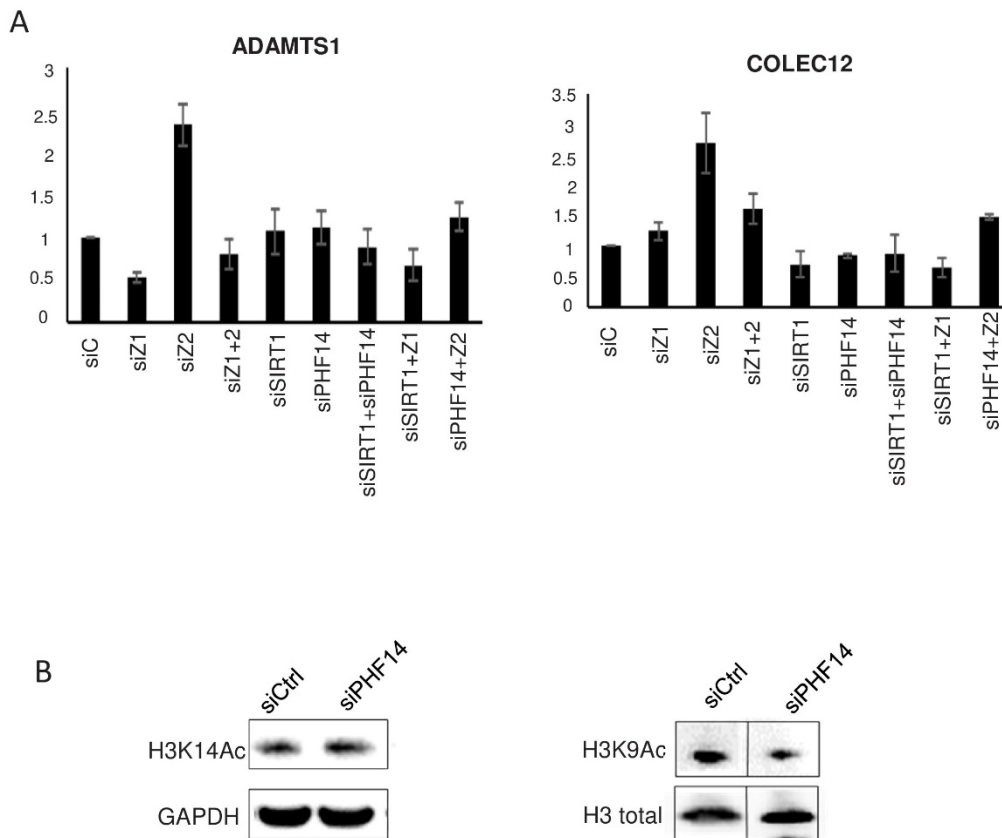 A
ADAMTS1
3
2.5
2
1.5
1
0.5
0
siC
siZ1
siZ2
siZ1+2
siSIRT1
siPHF14
siSIRT1+siPHF14
siSIRT1+Z1
siPHF14+Z2
COLEC12
3.5
3
2.5
2
1.5
1
0.5
0
siC
siZ1
siZ2
siZ1+2
siSIRT1
siPHF14
siSIRT1+siPHF14
siSIRT1+Z1
siPHF14+Z2
B
siCtrl
siPHF14
H3K14Ac
GAPDH
siCtrl
siPHF14
H3K9Ac
H3 total